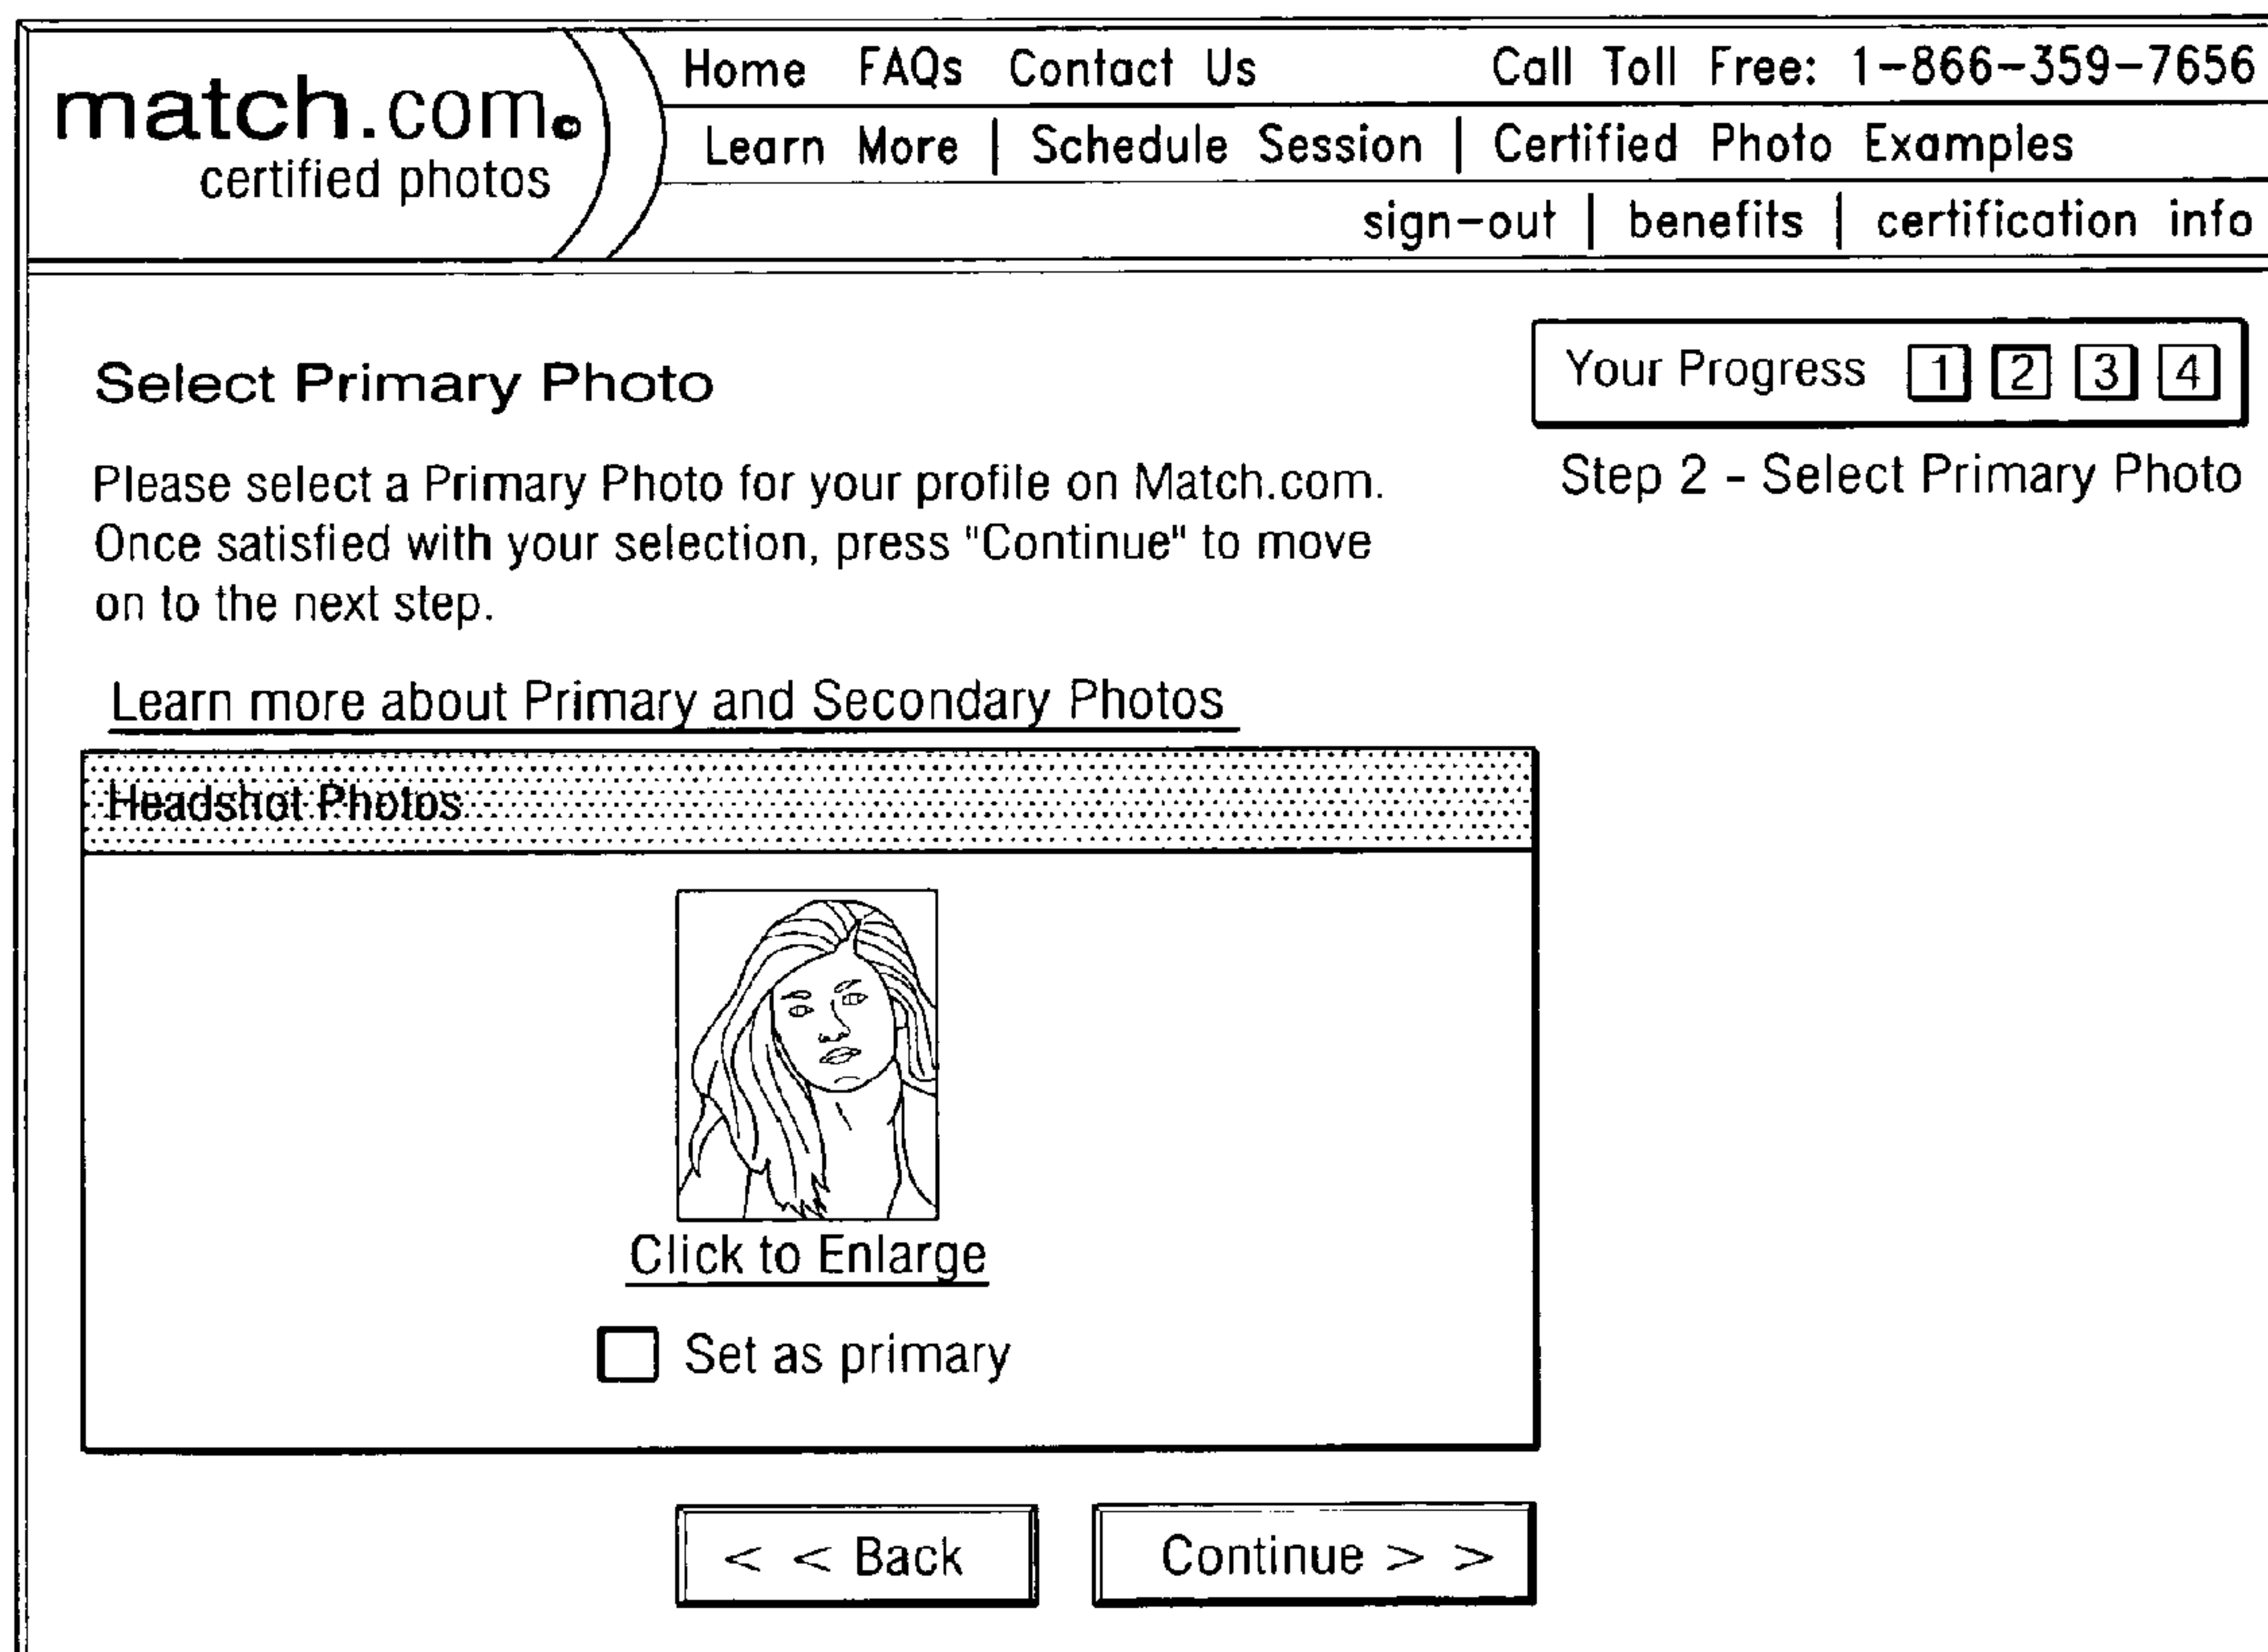 match.com©
certified photos
Home FAQs Contact Us Call Toll Free: 1-866-359-7656
Learn More | Schedule Session | Certified Photo Examples
sign-out | benefits | certification info
Select Primary Photo
Your Progress 1 2 3 4
Step 2 - Select Primary Photo
Please select a Primary Photo for your profile on Match.com.
Once satisfied with your selection, press "Continue" to move
on to the next step.
Learn more about Primary and Secondary Photos
Headshot Photos
Click to Enlarge
Set as primary
< < Back
Continue > >